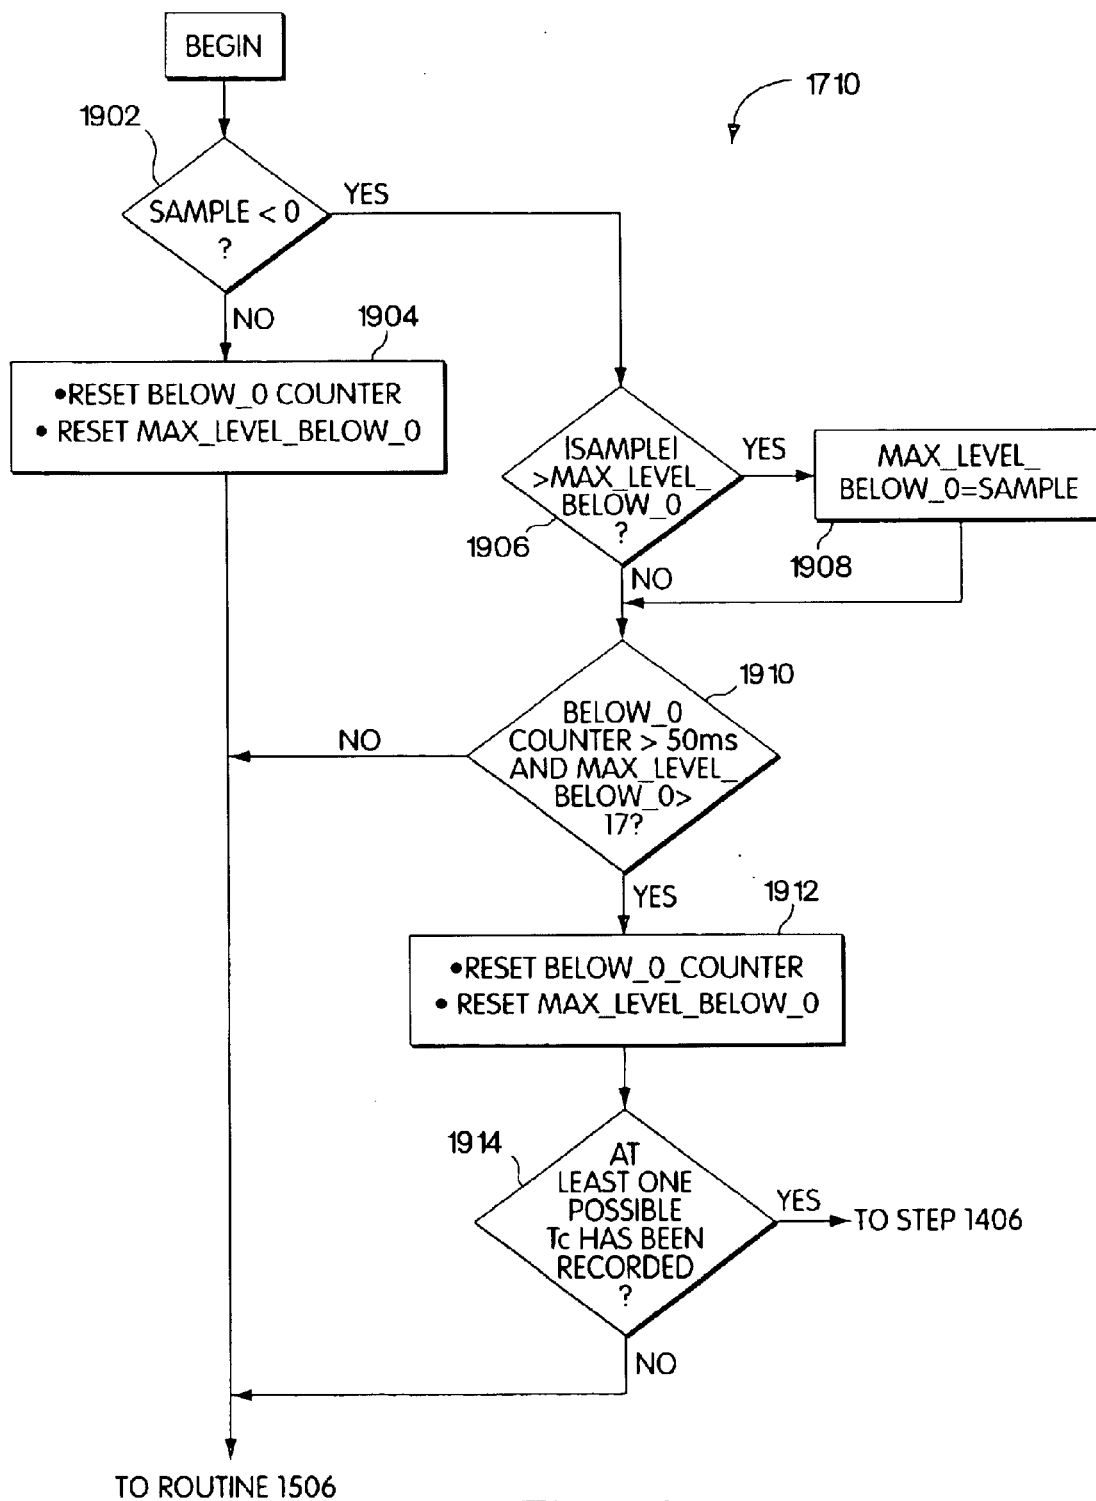 BEGIN
1710
1902
SAMPLE < 0
?
YES
NO
1904
•RESET BELOW_0 COUNTER
• RESET MAX_LEVEL_BELOW_0
|SAMPLE|
>MAX_LEVEL_
BELOW_0
?
1906
YES
MAX_LEVEL_
BELOW_0=SAMPLE
1908
NO
1910
BELOW_0
COUNTER > 50ms
AND MAX_LEVEL_
BELOW_0>
17?
NO
YES
1912
•RESET BELOW_0_COUNTER
• RESET MAX_LEVEL_BELOW_0
1914
AT
LEAST ONE
POSSIBLE
Tc HAS BEEN
RECORDED
?
YES
TO STEP 1406
NO
TO ROUTINE 1506